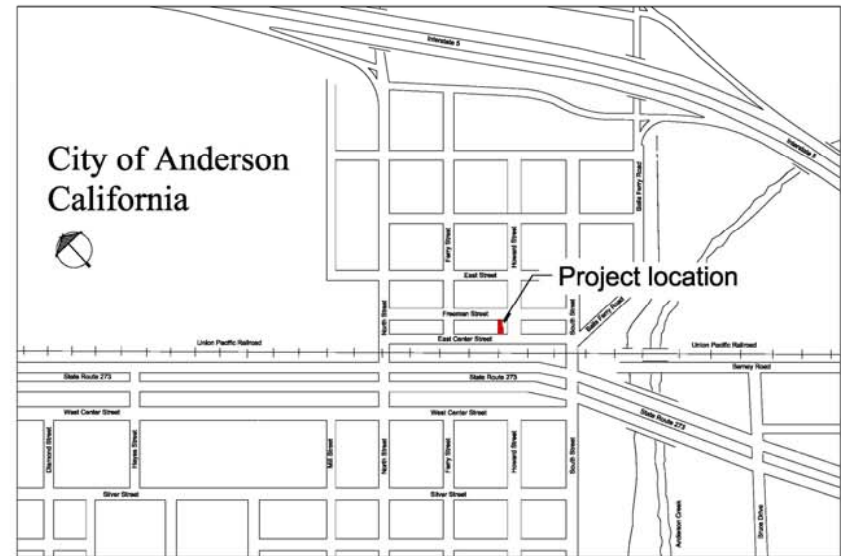 Interstate 5
City of Anderson
California
Interstate 5
Balls Ferry Road
Ferry Street
Howard Street
East Street
Project location
North Street
Freeman Street
South Street
Balls Ferry Road
East Center Street
Union Pacific Railroad
Union Pacific Railroad
Barney Road
State Route 273
State Route 273
West Center Street
West Center Street
State Route 273
Diamond Street
Hayes Street
Mill Street
North Street
Ferry Street
Howard Street
South Street
Silver Street
Silver Street
Anderson Creek
Bruce Drive